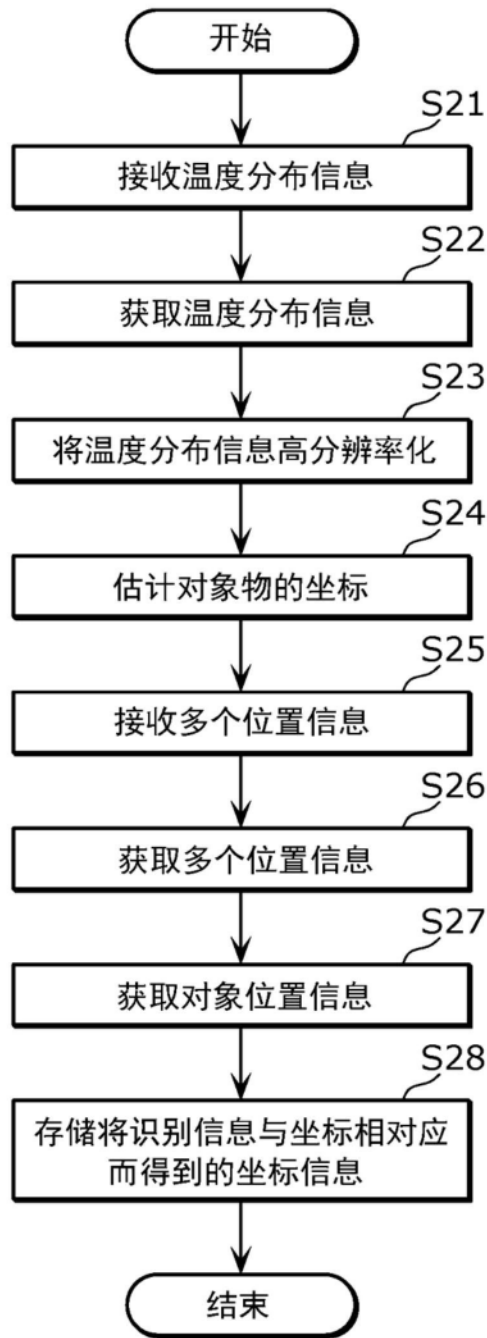 开始
S21
接收温度分布信息
S22
获取温度分布信息
S23
将温度分布信息高分辨率化
S24
估计对象物的坐标
S25
接收多个位置信息
S26
获取多个位置信息
S27
获取对象位置信息
S28
存储将识别信息与坐标相对应
而得到的坐标信息
结束